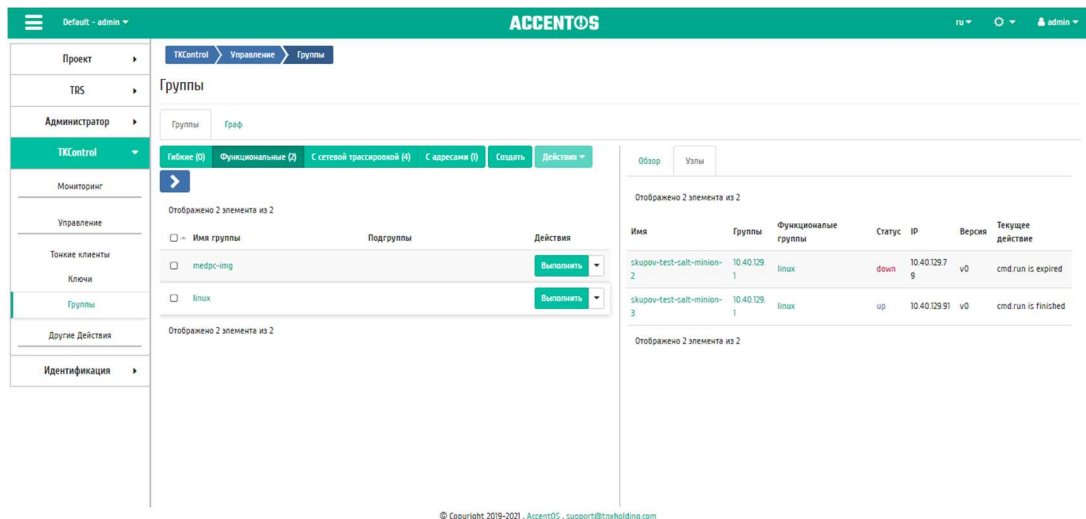 Default - admin
ACCENTOS
ru
admin
Проект
TRS
Администратор
TKControl
Мониторинг
Управление
Тонкие клиенты
Ключи
Группы
Другие Действия
Идентификация
TKControl Управление Группы
Группы
Группы Граф
Гибкие (0) Функциональные (2) С сетевой трассировкой (4) С адресами (1) Создать Действия
Отображено 2 элемента из 2
Имя группы Подгруппы Действия
medpc-img Выполнить
linux Выполнить
Отображено 2 элемента из 2
Обзор Узлы
Отображено 2 элемента из 2
Имя Группы Функционалые Статус IP Версия Текущее
группы действие
skupov-test-salt-minion- 10.40.129. linux down 10.40.129.7 v0 cmd.run is expired
2 1 9
skupov-test-salt-minion- 10.40.129. linux up 10.40.129.91 v0 cmd.run is finished
3 1
Отображено 2 элемента из 2
© Copyright 2019-2021 . AccentOS . support@tnxholding.com